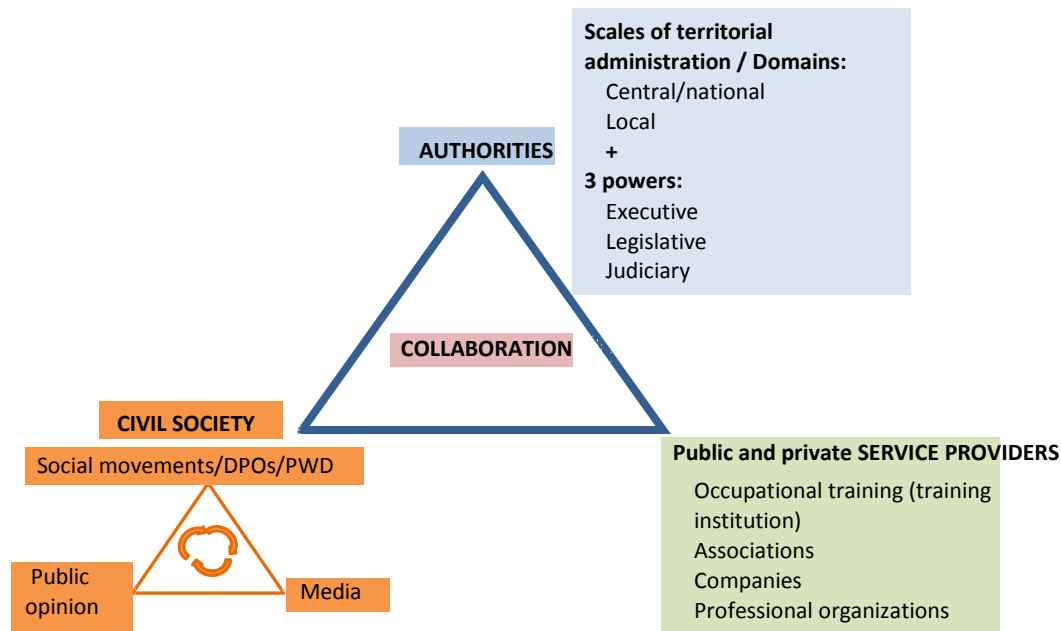 Scales of territorial
administration / Domains:
Central/national
Local
+
3 powers:
Executive
Legislative
Judiciary
AUTHORITIES
COLLABORATION
CIVIL SOCIETY
Social movements/DPOs/PWD
Public
opinion
Media
Public and private SERVICE PROVIDERS
Occupational training (training
institution)
Associations
Companies
Professional organizations